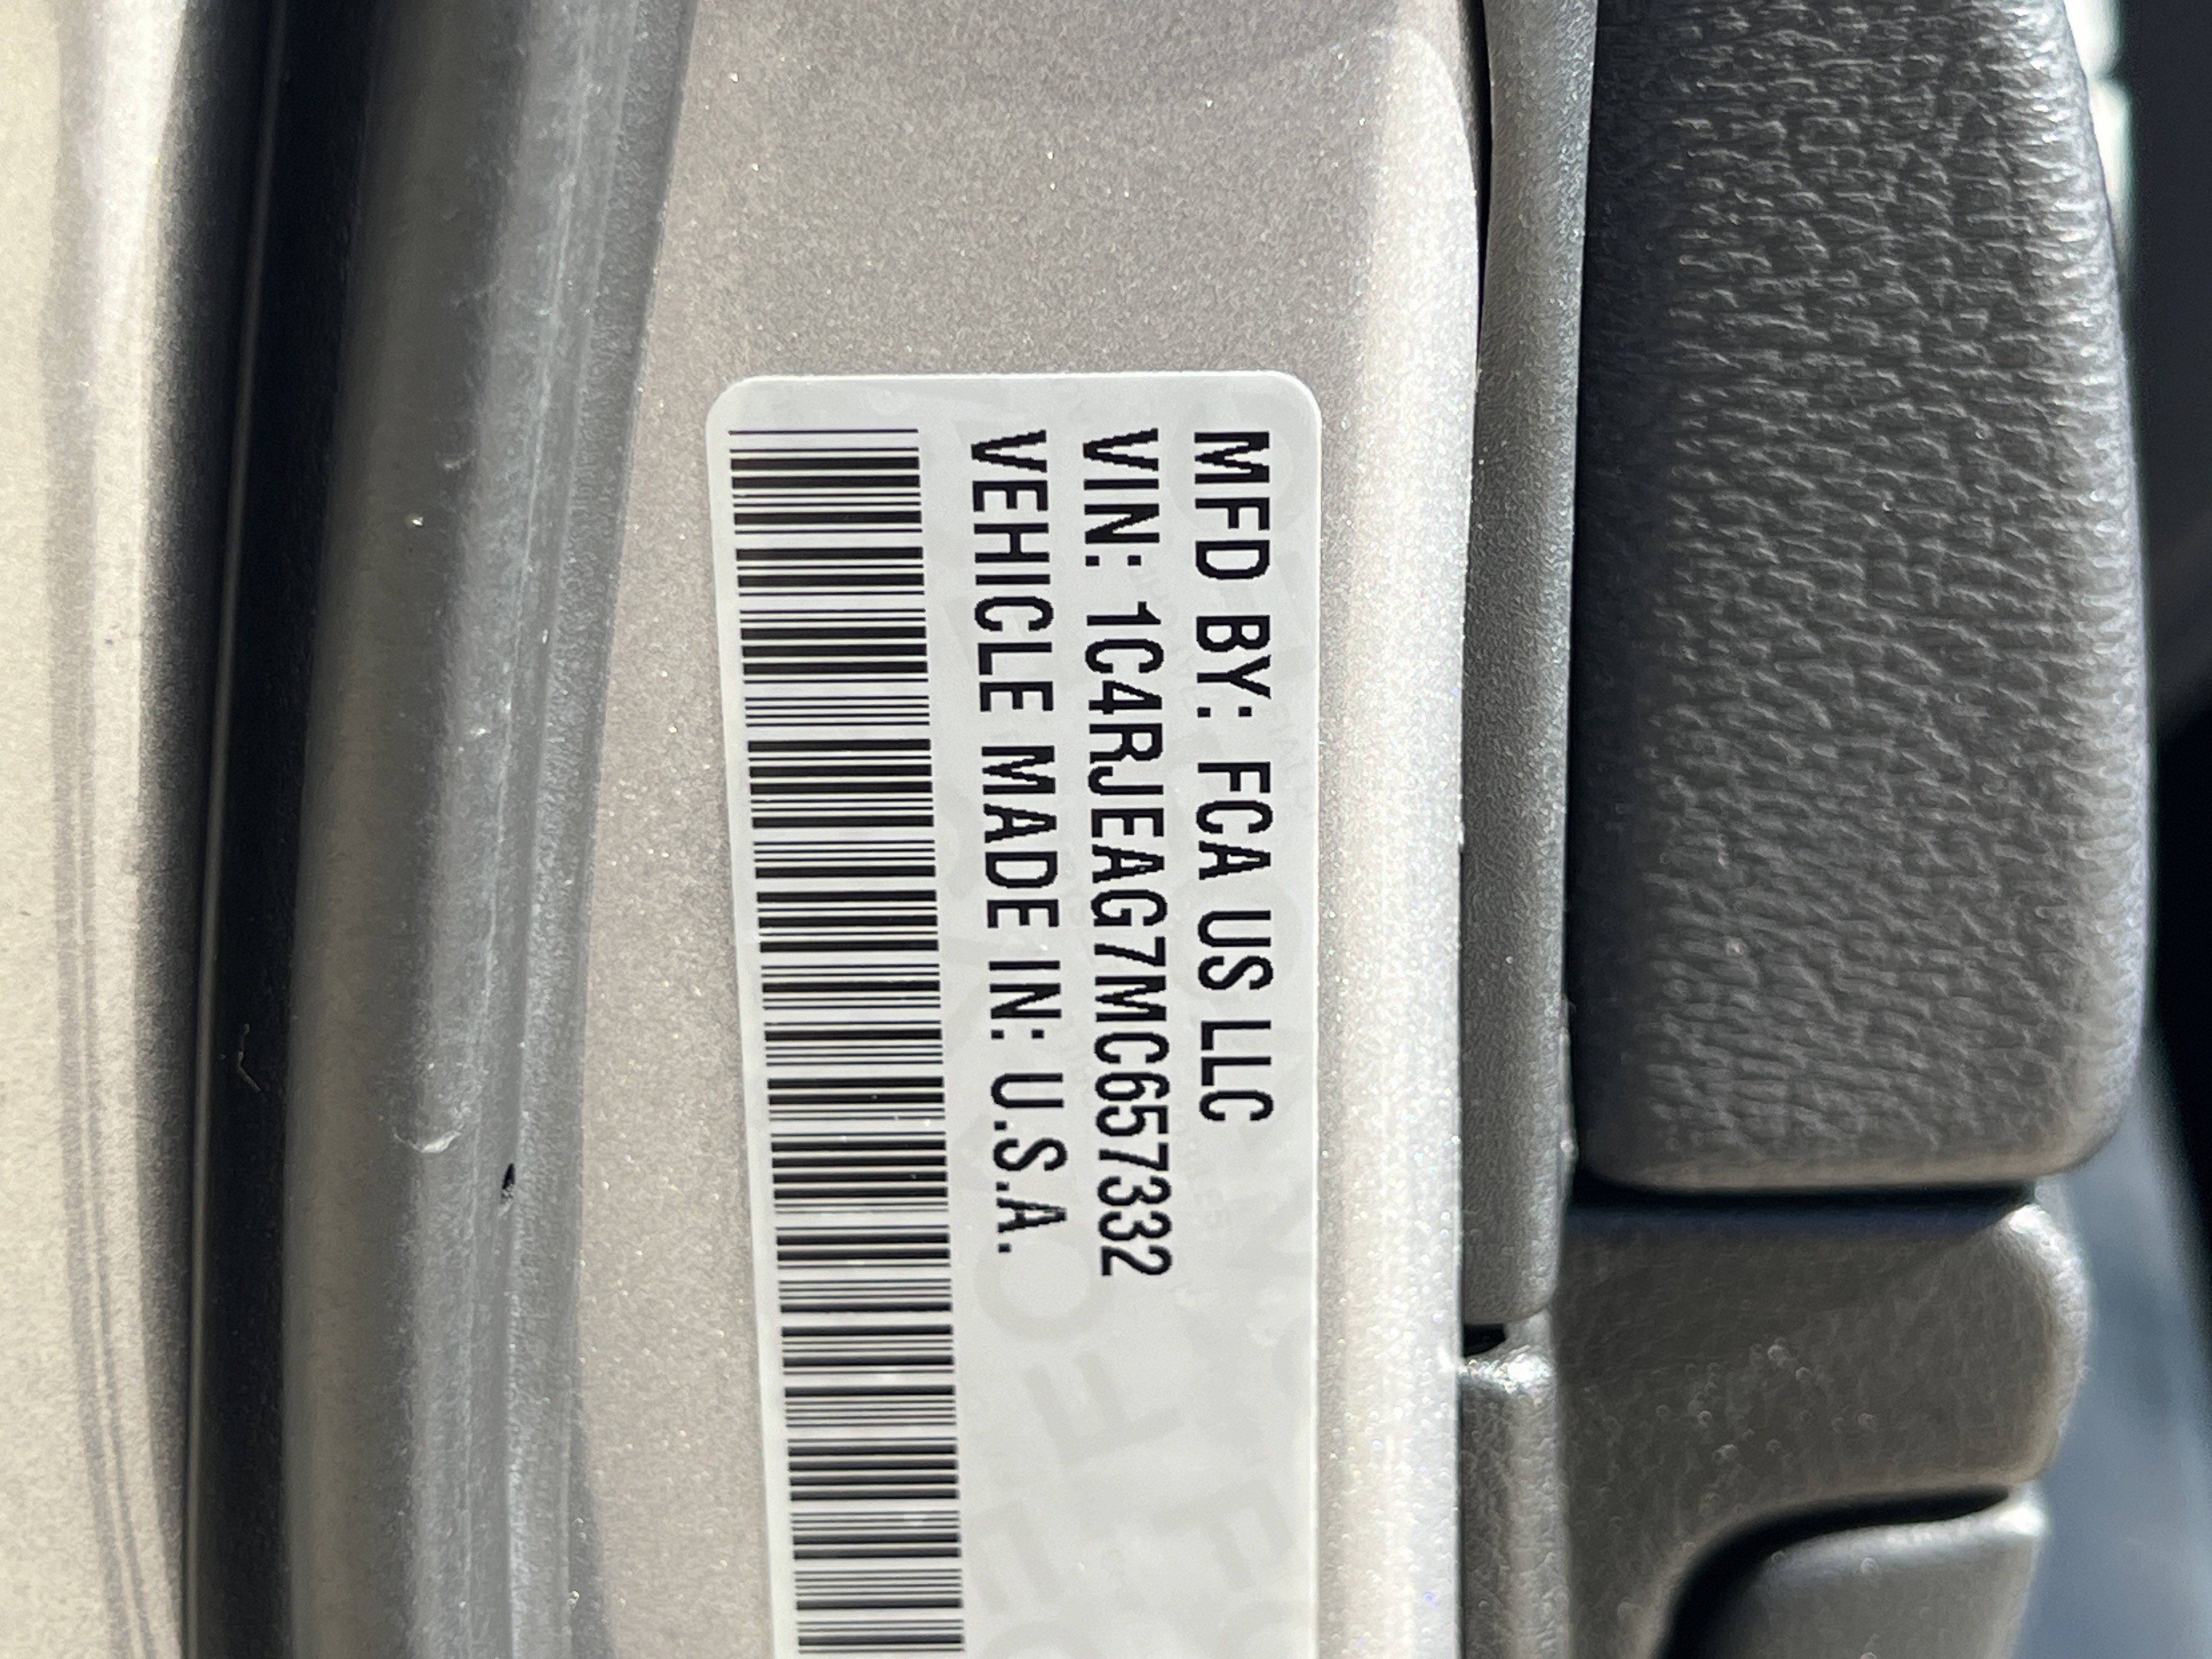 MFD BY: FCA US LLC
VIN: 1C4RJEAG7MC657332
VEHICLE MADE IN: U.S.A.